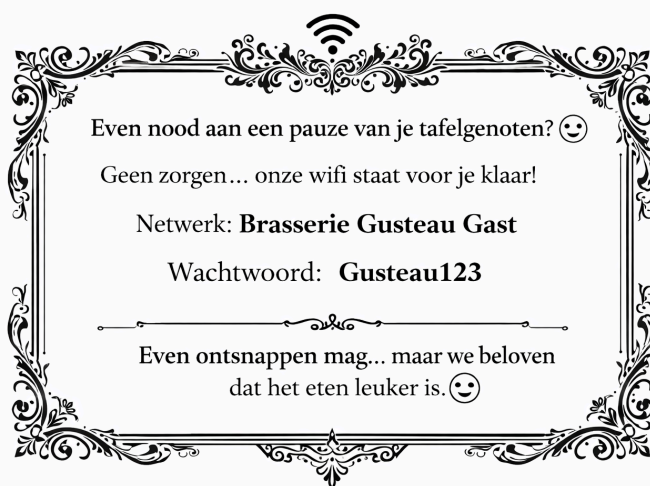 Even nood aan een pauze van je tafelgenoten?
Geen zorgen... onze wifi staat voor je klaar!
Netwerk: Brasserie Gusteau Gast
Wachtwoord: Gusteau123
Even ontsnappen mag... maar we beloven
dat het eten leuker is.